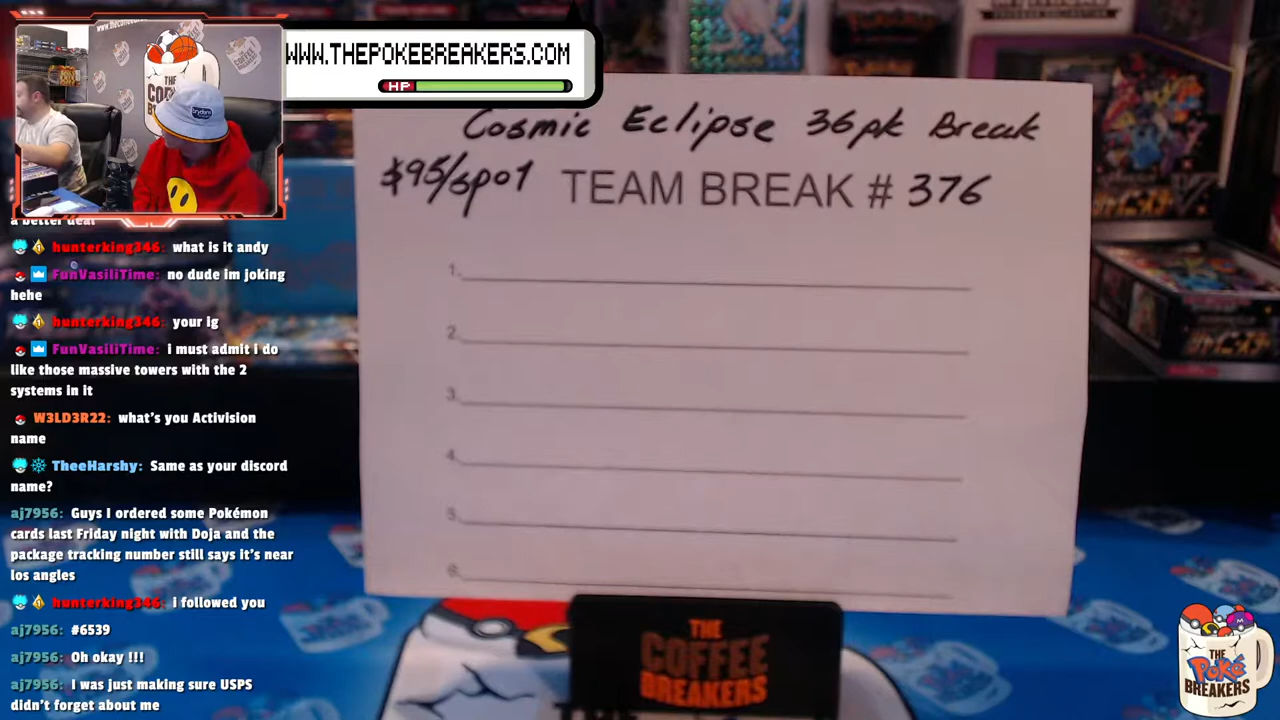 WWW.THEPOKEBREAKERS.COM
HP
Cosmic Eclipse 36pk Break
$95/spot TEAM BREAK # 376
1.
2.
3.
4.
5.
6.
a better deal
hunterking346: what is it andy
FunVasiliTime: no dude im joking
hehe
hunterking346: your ig
FunVasiliTime: i must admit i do
like those massive towers with the 2
systems in it
W3LD3R22: what's you Activision
name
TheeHarshy: Same as your discord
name?
aj7956: Guys I ordered some Pokémon
cards last Friday night with Doja and the
package tracking number still says it's near
los angles
hunterking346: i followed you
aj7956: #6539
aj7956: Oh okay !!!
aj7956: I was just making sure USPS
didn't forget about me
THE
COFFEE
BREAKERS
THE
Poké
BREAKERS